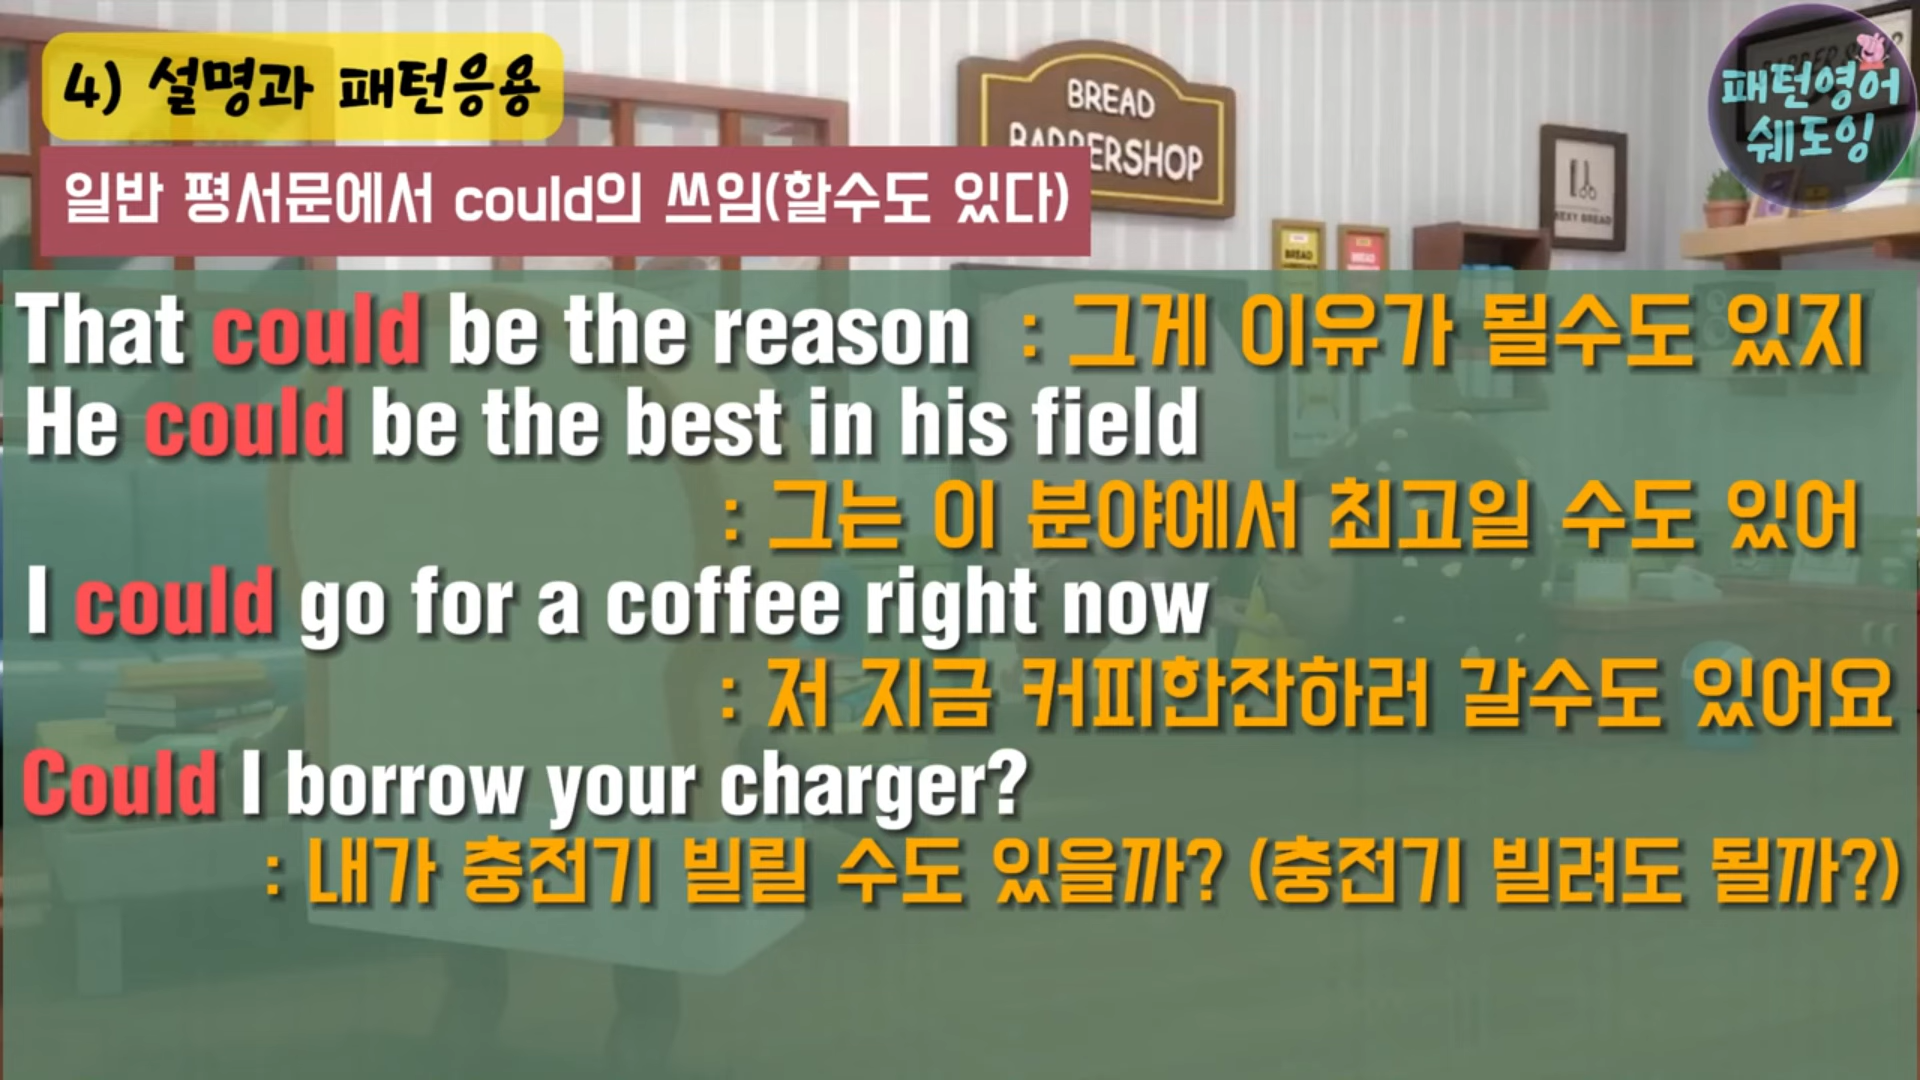 4) 설명과 패턴응용
BREAD
BARBERSHOP
패턴영어
쉐도잉
일반 평서문에서 could의 쓰임(할수도 있다)
SEXY BREAD
BREAD
BREAD
That could be the reason : 그게 이유가 될수도 있지
He could be the best in his field
: 그는 이 분야에서 최고일 수도 있어
I could go for a coffee right now
: 저 지금 커피한잔하러 갈수도 있어요
Could I borrow your charger?
: 내가 충전기 빌릴 수도 있을까? (충전기 빌려도 될까?)